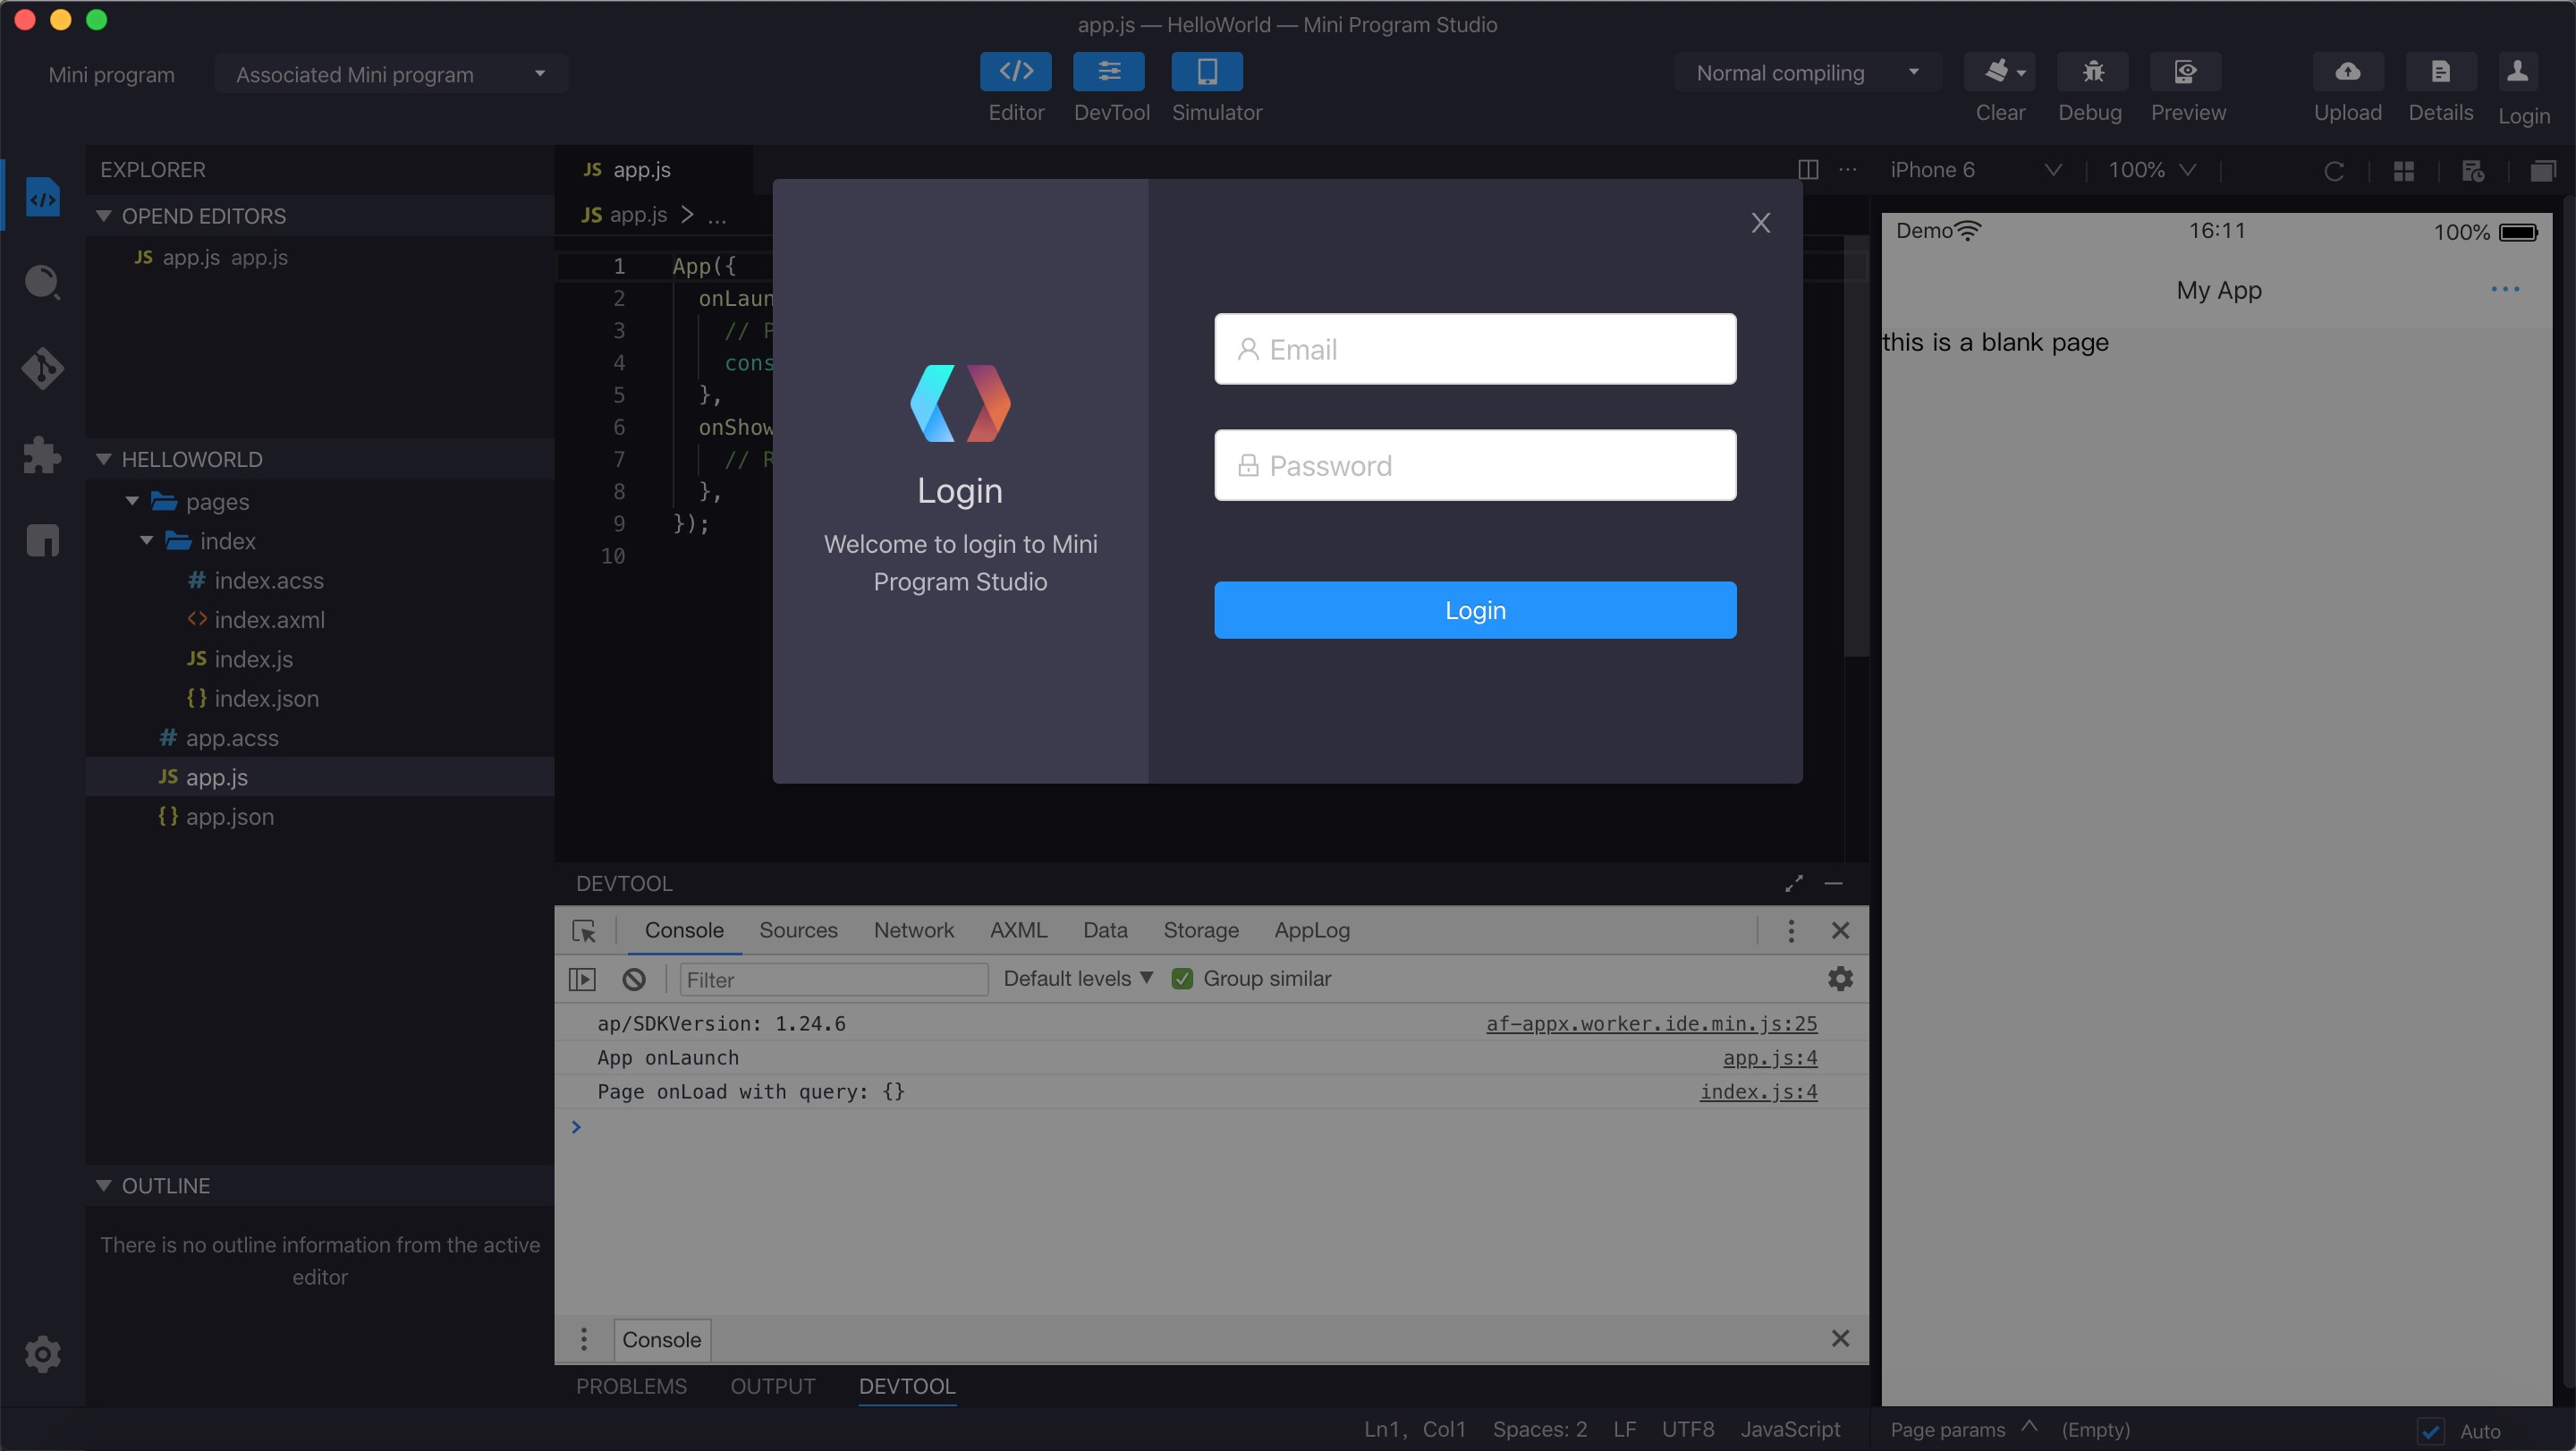 app.js — HelloWorld — Mini Program Studio
Mini program
Associated Mini program
Editor
DevTool
Simulator
Normal compiling
Clear
Debug
Preview
Upload
Details
Login
EXPLORER
OPEND EDITORS
JS app.js app.js
HELLOWORLD
pages
index
# index.acss
<> index.axml
JS index.js
{} index.json
# app.acss
JS app.js
{} app.json
OUTLINE
There is no outline information from the active
editor
JS app.js
JS app.js > ...
1 App({
2 onLaun
3 // P
4 cons
5 },
6 onShow
7 // R
8 },
9 });
10
Login
Welcome to login to Mini
Program Studio
X
Email
Password
Login
DEVTOOL
Console Sources Network AXML Data Storage AppLog
Filter Default levels Group similar
ap/SDKVersion: 1.24.6 af-appx.worker.ide.min.js:25
App onLaunch app.js:4
Page onLoad with query: {} index.js:4
>
Console
PROBLEMS OUTPUT DEVTOOL
Ln1, Col1 Spaces: 2 LF UTF8 JavaScript
iPhone 6 100%
Demo 16:11 100%
My App ...
this is a blank page
Page params (Empty) Auto